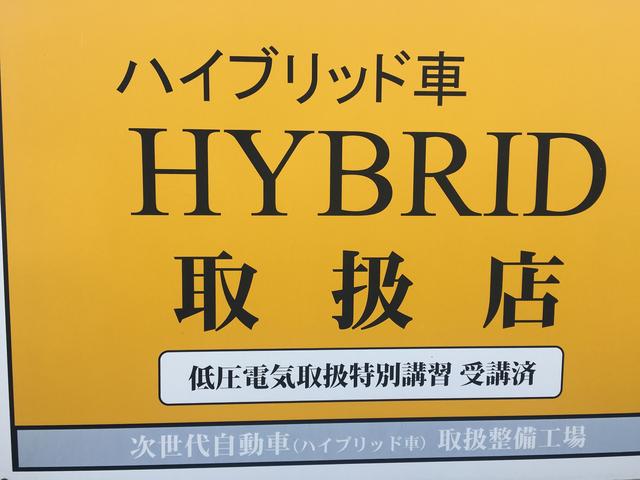 ハイブリッド車
HYBRID
取扱店
低圧電気取扱特別講習 受講済
次世代自動車(ハイブリッド車) 取扱整備工場